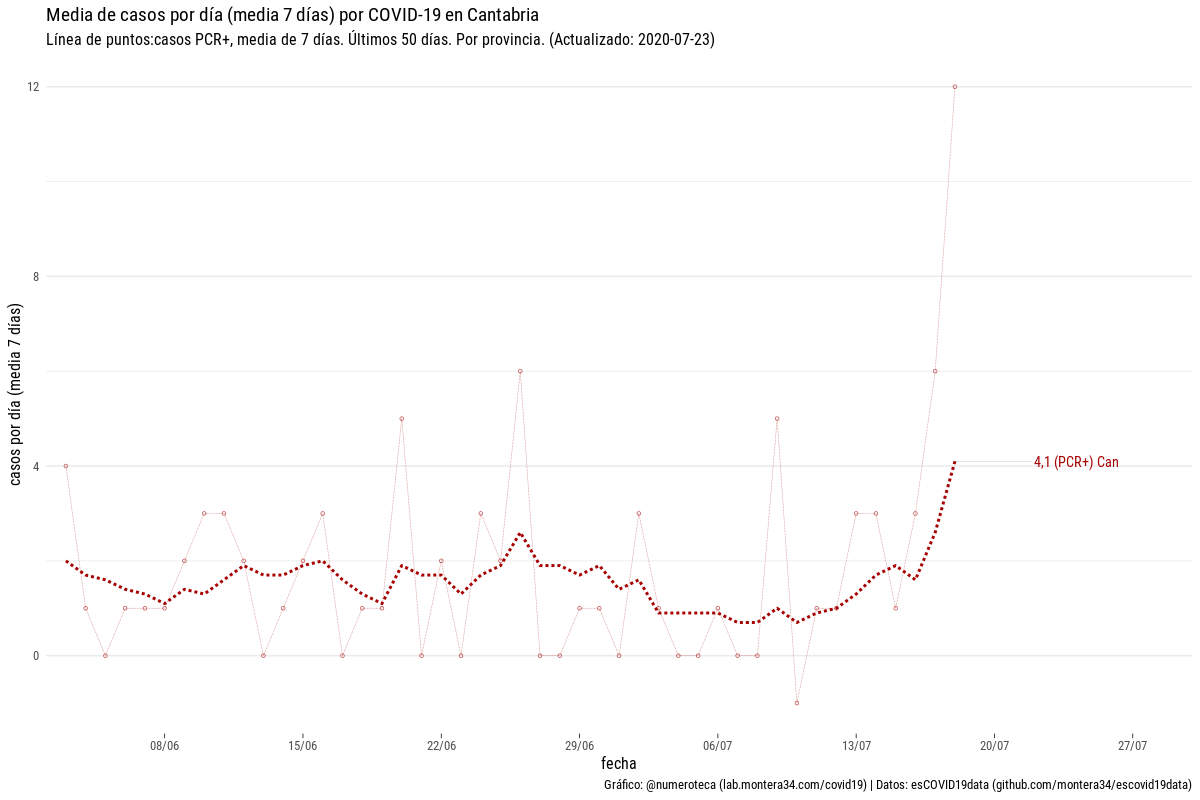 Media de casos por día (media 7 días) por COVID-19 en Cantabria
Línea de puntos:casos PCR+, media de 7 días. Últimos 50 días. Por provincia. (Actualizado: 2020-07-23)
casos por día (media 7 días)
12
8
4
0
4,1 (PCR+) Can
08/06 15/06 22/06 29/06 06/07 13/07 20/07 27/07
fecha
Gráfico: @numeroteca (lab.montera34.com/covid19) | Datos: esCOVID19data (github.com/montera34/escovid19data)